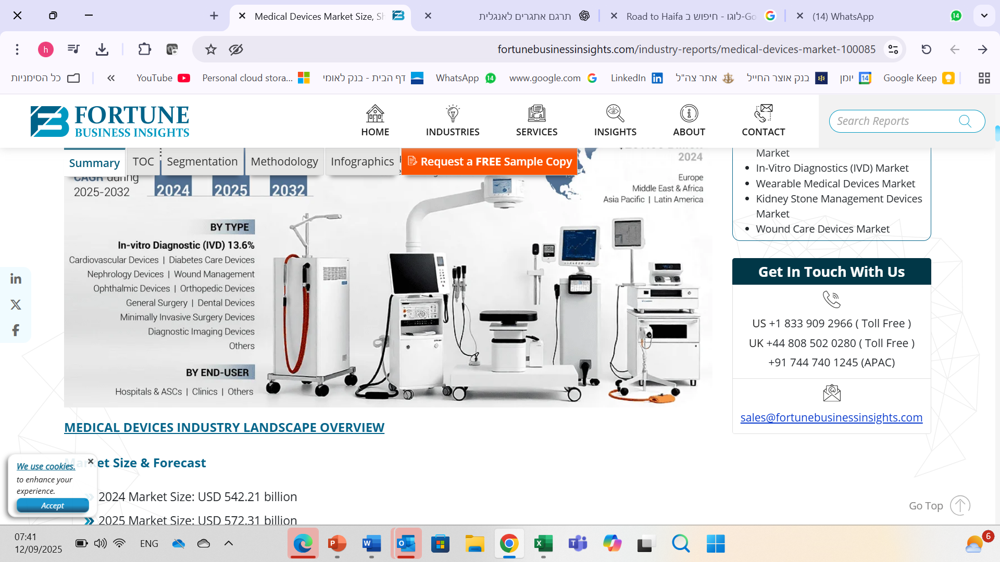 Medical Devices Market Size, Sh
תרגם אתגרים לאנגלית
Road to Haifa לוגו - חיפוש ב-Go
(14) WhatsApp
14
h
fortunebusinessinsights.com/industry-reports/medical-devices-market-100085
כל הסימניות
«
YouTube
Personal cloud stora...
דף הבית - בנק לאומי
WhatsApp
14
www.google.com
LinkedIn
אתר צה"ל
בנק אוצר החייל
יומן
14
Google Keep
FORTUNE
BUSINESS INSIGHTS
HOME
INDUSTRIES
SERVICES
INSIGHTS
ABOUT
CONTACT
Search Reports
Summary
TOC
Segmentation
Methodology
Infographics
Request a FREE Sample Copy
CAGR during
2025-2032
2024
2025
2032
2024
Europe
Middle East & Africa
Asia Pacific | Latin America
BY TYPE
In-vitro Diagnostic (IVD) 13.6%
Cardiovascular Devices | Diabetes Care Devices
Nephrology Devices | Wound Management
Ophthalmic Devices | Orthopedic Devices
General Surgery | Dental Devices
Minimally Invasive Surgery Devices
Diagnostic Imaging Devices
Others
BY END-USER
Hospitals & ASCs | Clinics | Others
Market
In-Vitro Diagnostics (IVD) Market
Wearable Medical Devices Market
Kidney Stone Management Devices
Market
Wound Care Devices Market
Get In Touch With Us
US +1 833 909 2966 ( Toll Free )
UK +44 808 502 0280 ( Toll Free )
+91 744 740 1245 (APAC)
sales@fortunebusinessinsights.com
MEDICAL DEVICES INDUSTRY LANDSCAPE OVERVIEW
Market Size & Forecast
2024 Market Size: USD 542.21 billion
2025 Market Size: USD 572.31 billion
We use cookies.
to enhance your
experience.
Accept
Go Top
07:41
12/09/2025
ENG
6